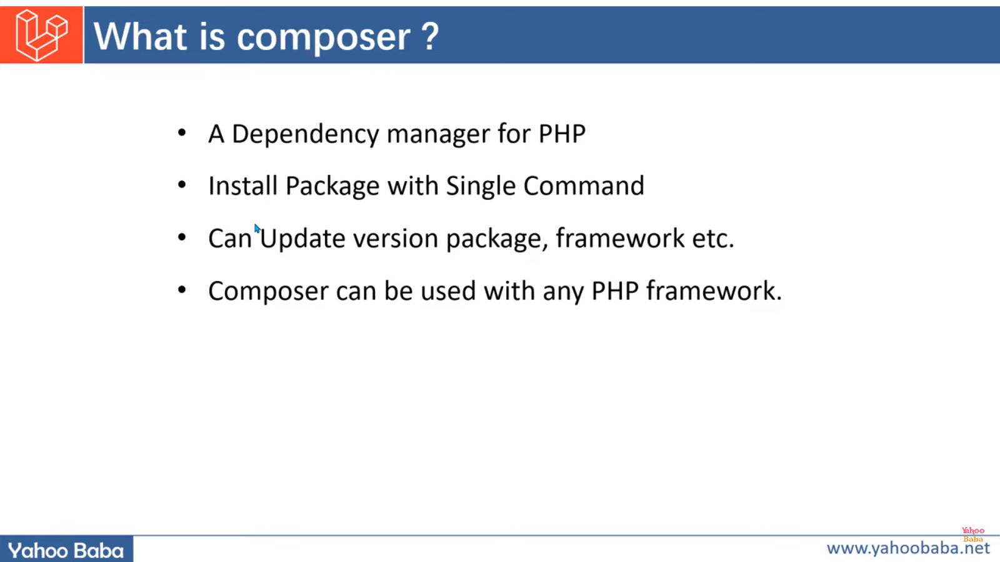 What is composer ?
• A Dependency manager for PHP
• Install Package with Single Command
• Can Update version package, framework etc.
• Composer can be used with any PHP framework.
Yahoo
Baba
Yahoo Baba
www.yahoobaba.net